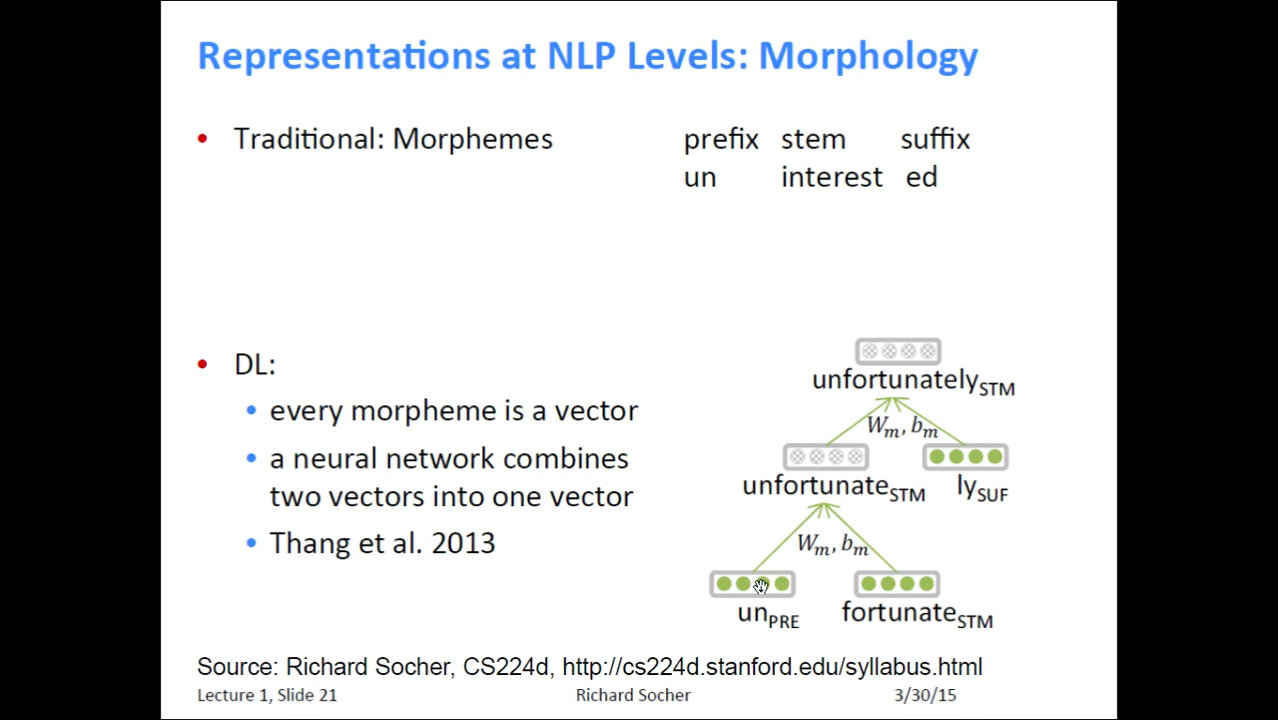 Representations at NLP Levels: Morphology
• Traditional: Morphemes
prefix stem suffix
un interest ed
• DL:
• every morpheme is a vector
• a neural network combines
two vectors into one vector
• Thang et al. 2013
unfortunately_STM
W_m, b_m
unfortunate_STM
ly_SUF
W_m, b_m
un_PRE
fortunate_STM
Source: Richard Socher, CS224d, http://cs224d.stanford.edu/syllabus.html
Lecture 1, Slide 21
Richard Socher
3/30/15